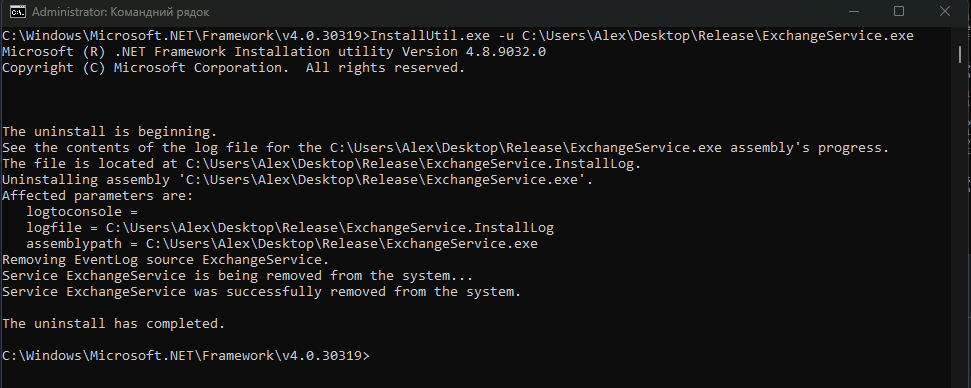 Administrator: Командний рядок
C:\Windows\Microsoft.NET\Framework\v4.0.30319>InstallUtil.exe -u C:\Users\Alex\Desktop\Release\ExchangeService.exe
Microsoft (R) .NET Framework Installation utility Version 4.8.9032.0
Copyright (C) Microsoft Corporation.  All rights reserved.
The uninstall is beginning.
See the contents of the log file for the C:\Users\Alex\Desktop\Release\ExchangeService.exe assembly's progress.
The file is located at C:\Users\Alex\Desktop\Release\ExchangeService.InstallLog.
Uninstalling assembly 'C:\Users\Alex\Desktop\Release\ExchangeService.exe'.
Affected parameters are:
   logtoconsole =
   logfile = C:\Users\Alex\Desktop\Release\ExchangeService.InstallLog
   assemblypath = C:\Users\Alex\Desktop\Release\ExchangeService.exe
Removing EventLog source ExchangeService.
Service ExchangeService is being removed from the system...
Service ExchangeService was successfully removed from the system.
The uninstall has completed.
C:\Windows\Microsoft.NET\Framework\v4.0.30319>